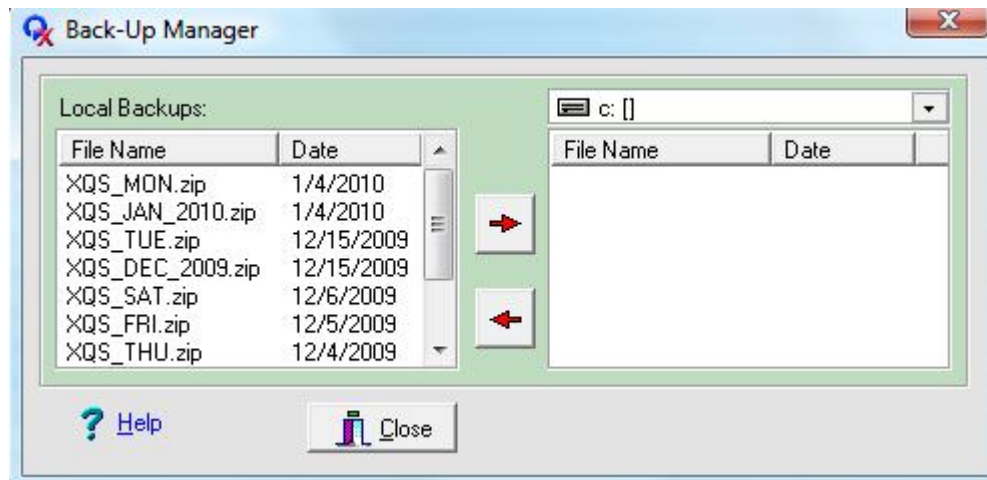 Back-Up Manager
Local Backups:
c: []
File Name Date
File Name Date
XQS_MON.zip 1/4/2010
XQS_JAN_2010.zip 1/4/2010
XQS_TUE.zip 12/15/2009
XQS_DEC_2009.zip 12/15/2009
XQS_SAT.zip 12/6/2009
XQS_FRI.zip 12/5/2009
XQS_THU.zip 12/4/2009
? Help
Close